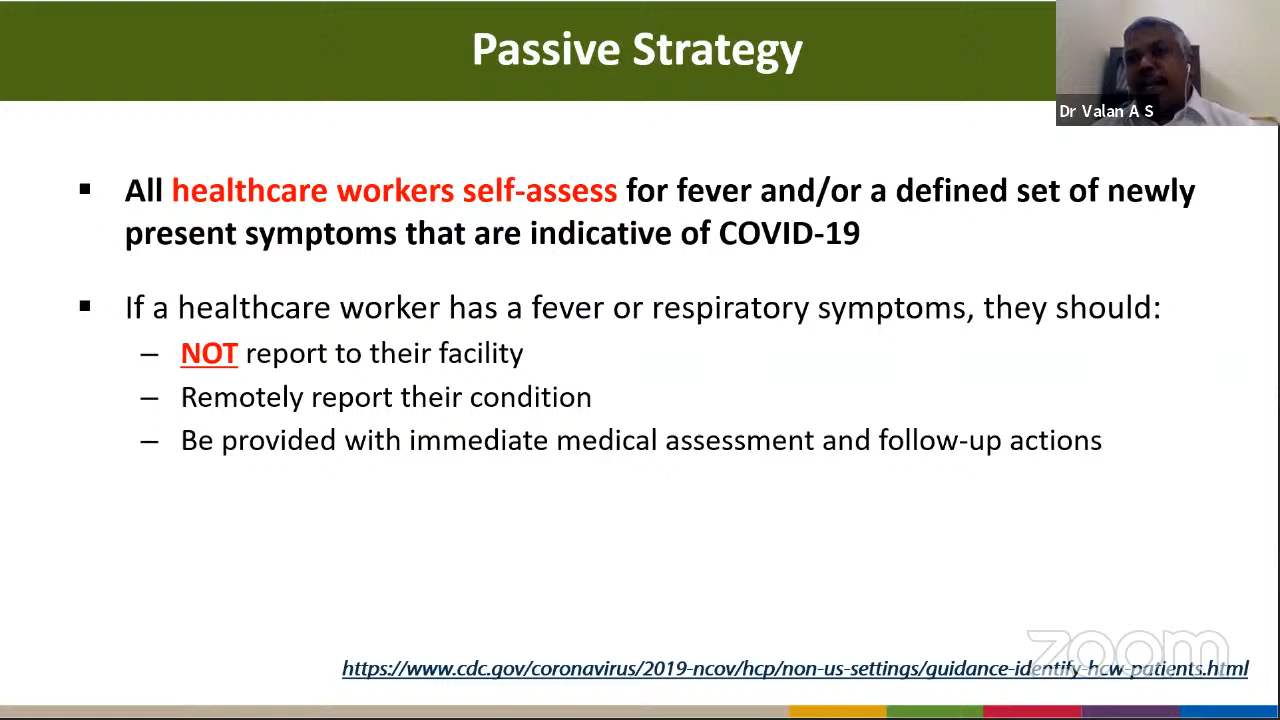 Passive Strategy
Dr Valan A S
▪ All healthcare workers self-assess for fever and/or a defined set of newly
present symptoms that are indicative of COVID-19
▪ If a healthcare worker has a fever or respiratory symptoms, they should:
– NOT report to their facility
– Remotely report their condition
– Be provided with immediate medical assessment and follow-up actions
zoom
https://www.cdc.gov/coronavirus/2019-ncov/hcp/non-us-settings/guidance-identify-hcw-patients.html